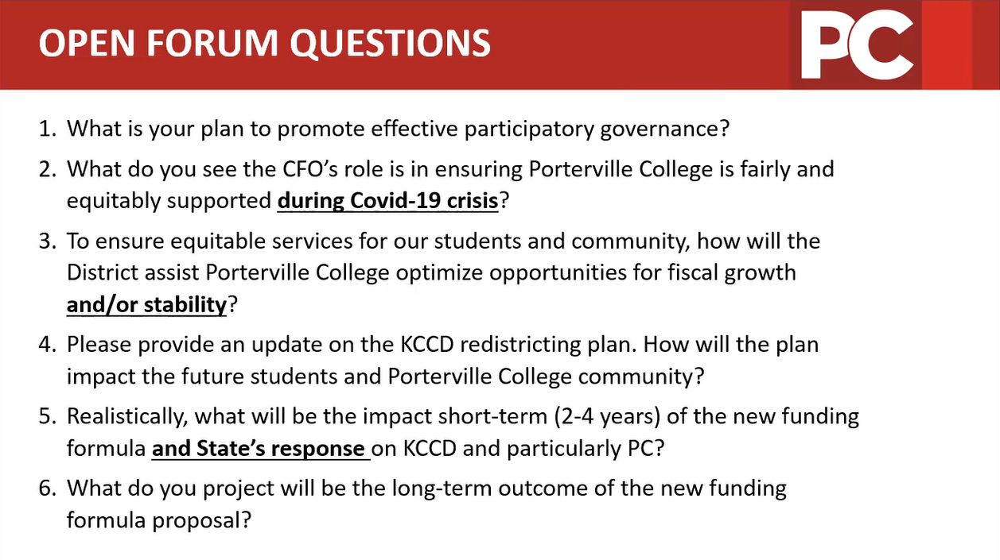 OPEN FORUM QUESTIONS
PC
1. What is your plan to promote effective participatory governance?
2. What do you see the CFO’s role is in ensuring Porterville College is fairly and
equitably supported during Covid-19 crisis?
3. To ensure equitable services for our students and community, how will the
District assist Porterville College optimize opportunities for fiscal growth
and/or stability?
4. Please provide an update on the KCCD redistricting plan. How will the plan
impact the future students and Porterville College community?
5. Realistically, what will be the impact short-term (2-4 years) of the new funding
formula and State’s response on KCCD and particularly PC?
6. What do you project will be the long-term outcome of the new funding
formula proposal?